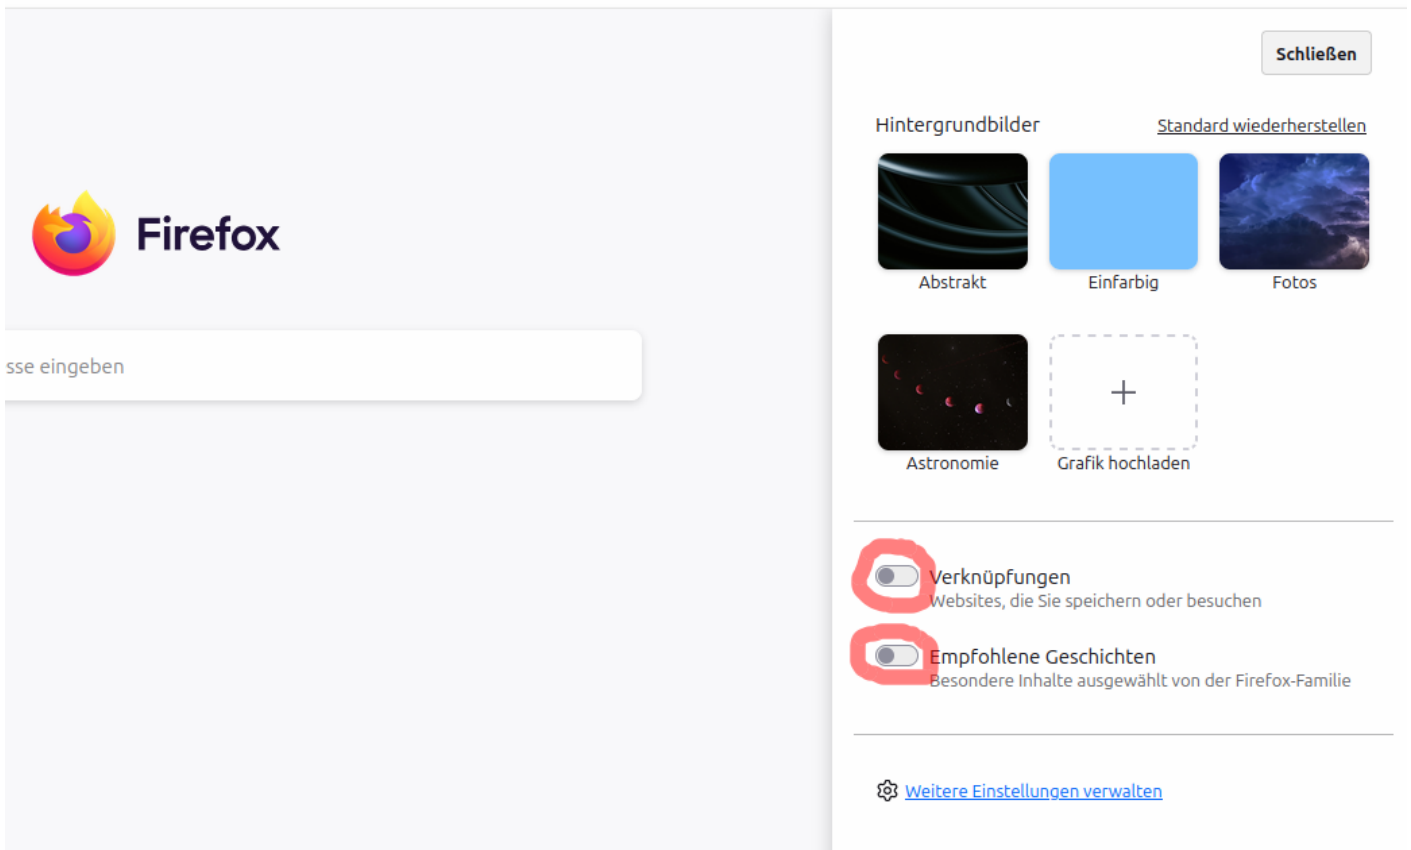 Schließen
Hintergrundbilder Standard wiederherstellen
Firefox
Abstrakt Einfarbig Fotos
sse eingeben
Astronomie Grafik hochladen
Verknüpfungen
Websites, die Sie speichern oder besuchen
Empfohlene Geschichten
Besondere Inhalte ausgewählt von der Firefox-Familie
Weitere Einstellungen verwalten